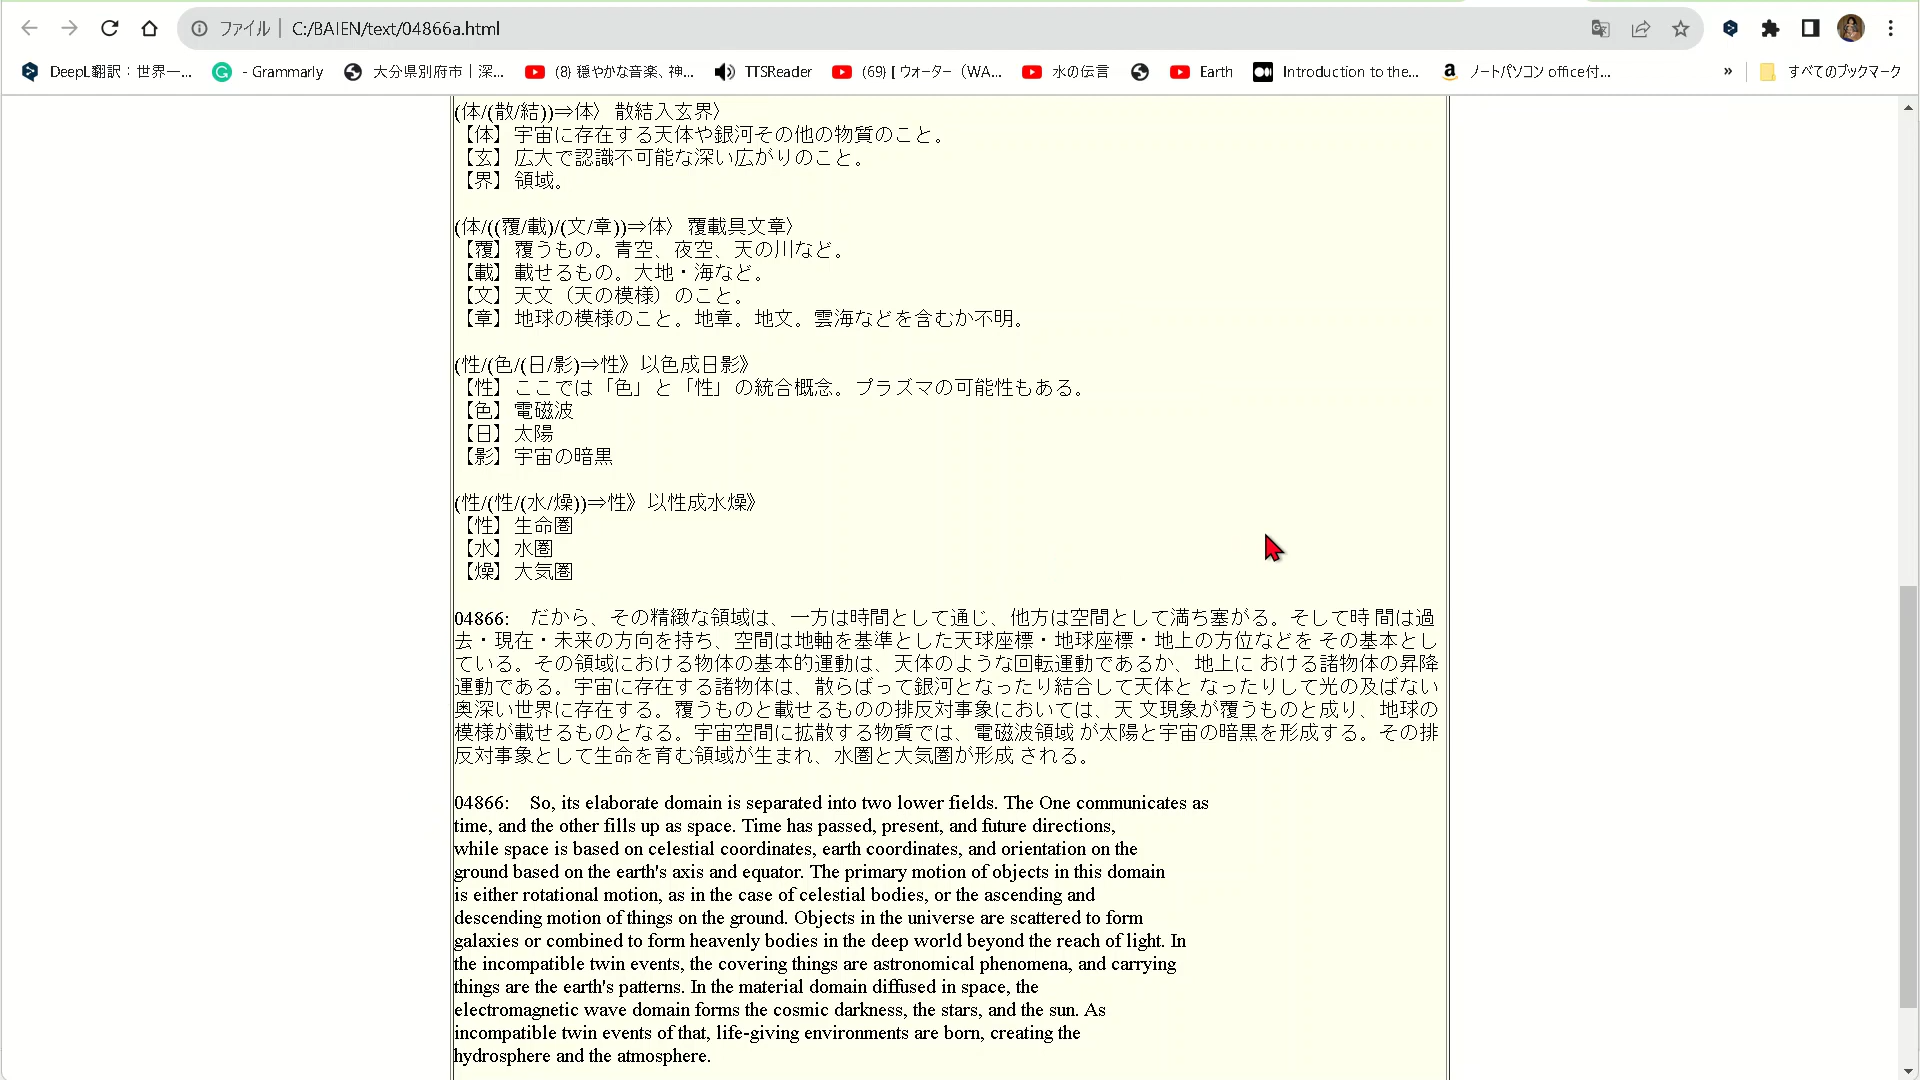 ファイル | C:/BAIEN/text/04866a.html
DeepL翻訳：世界一...
- Grammarly
大分県別府市｜深...
(8) 穏やかな音楽、神...
TTSReader
(69) [ ウォーター（WA...
水の伝言
Earth
Introduction to the...
ノートパソコン office付...
»
すべてのブックマーク
(体/(散/結))⇒体〉散結入玄界〉
【体】宇宙に存在する天体や銀河その他の物質のこと。
【玄】広大で認識不可能な深い広がりのこと。
【界】領域。
(体/((覆/載)/(文/章))⇒体〉覆載具文章〉
【覆】覆うもの。青空、夜空、天の川など。
【載】載せるもの。大地・海など。
【文】天文（天の模様）のこと。
【章】地球の模様のこと。地章。地文。雲海などを含むか不明。
(性/(色/(日/影)⇒性》以色成日影》
【性】ここでは「色」と「性」の統合概念。プラズマの可能性もある。
【色】電磁波
【日】太陽
【影】宇宙の暗黒
(性/(性/(水/燥))⇒性》以性成水燥》
【性】生命圏
【水】水圏
【燥】大気圏
04866: だから、その精緻な領域は、一方は時間として通じ、他方は空間として満ち塞がる。そして時 間は過
去・現在・未来の方向を持ち、空間は地軸を基準とした天球座標・地球座標・地上の方位などを その基本とし
ている。その領域における物体の基本的運動は、天体のような回転運動であるか、地上に おける諸物体の昇降
運動である。宇宙に存在する諸物体は、散らばって銀河となったり結合して天体と なったりして光の及ばない
奥深い世界に存在する。覆うものと載せるものの排反対事象においては、天 文現象が覆うものと成り、地球の
模様が載せるものとなる。宇宙空間に拡散する物質では、電磁波領域 が太陽と宇宙の暗黒を形成する。その排
反対事象として生命を育む領域が生まれ、水圏と大気圏が形成 される。
04866: So, its elaborate domain is separated into two lower fields. The One communicates as
time, and the other fills up as space. Time has passed, present, and future directions,
while space is based on celestial coordinates, earth coordinates, and orientation on the
ground based on the earth's axis and equator. The primary motion of objects in this domain
is either rotational motion, as in the case of celestial bodies, or the ascending and
descending motion of things on the ground. Objects in the universe are scattered to form
galaxies or combined to form heavenly bodies in the deep world beyond the reach of light. In
the incompatible twin events, the covering things are astronomical phenomena, and carrying
things are the earth's patterns. In the material domain diffused in space, the
electromagnetic wave domain forms the cosmic darkness, the stars, and the sun. As
incompatible twin events of that, life-giving environments are born, creating the
hydrosphere and the atmosphere.